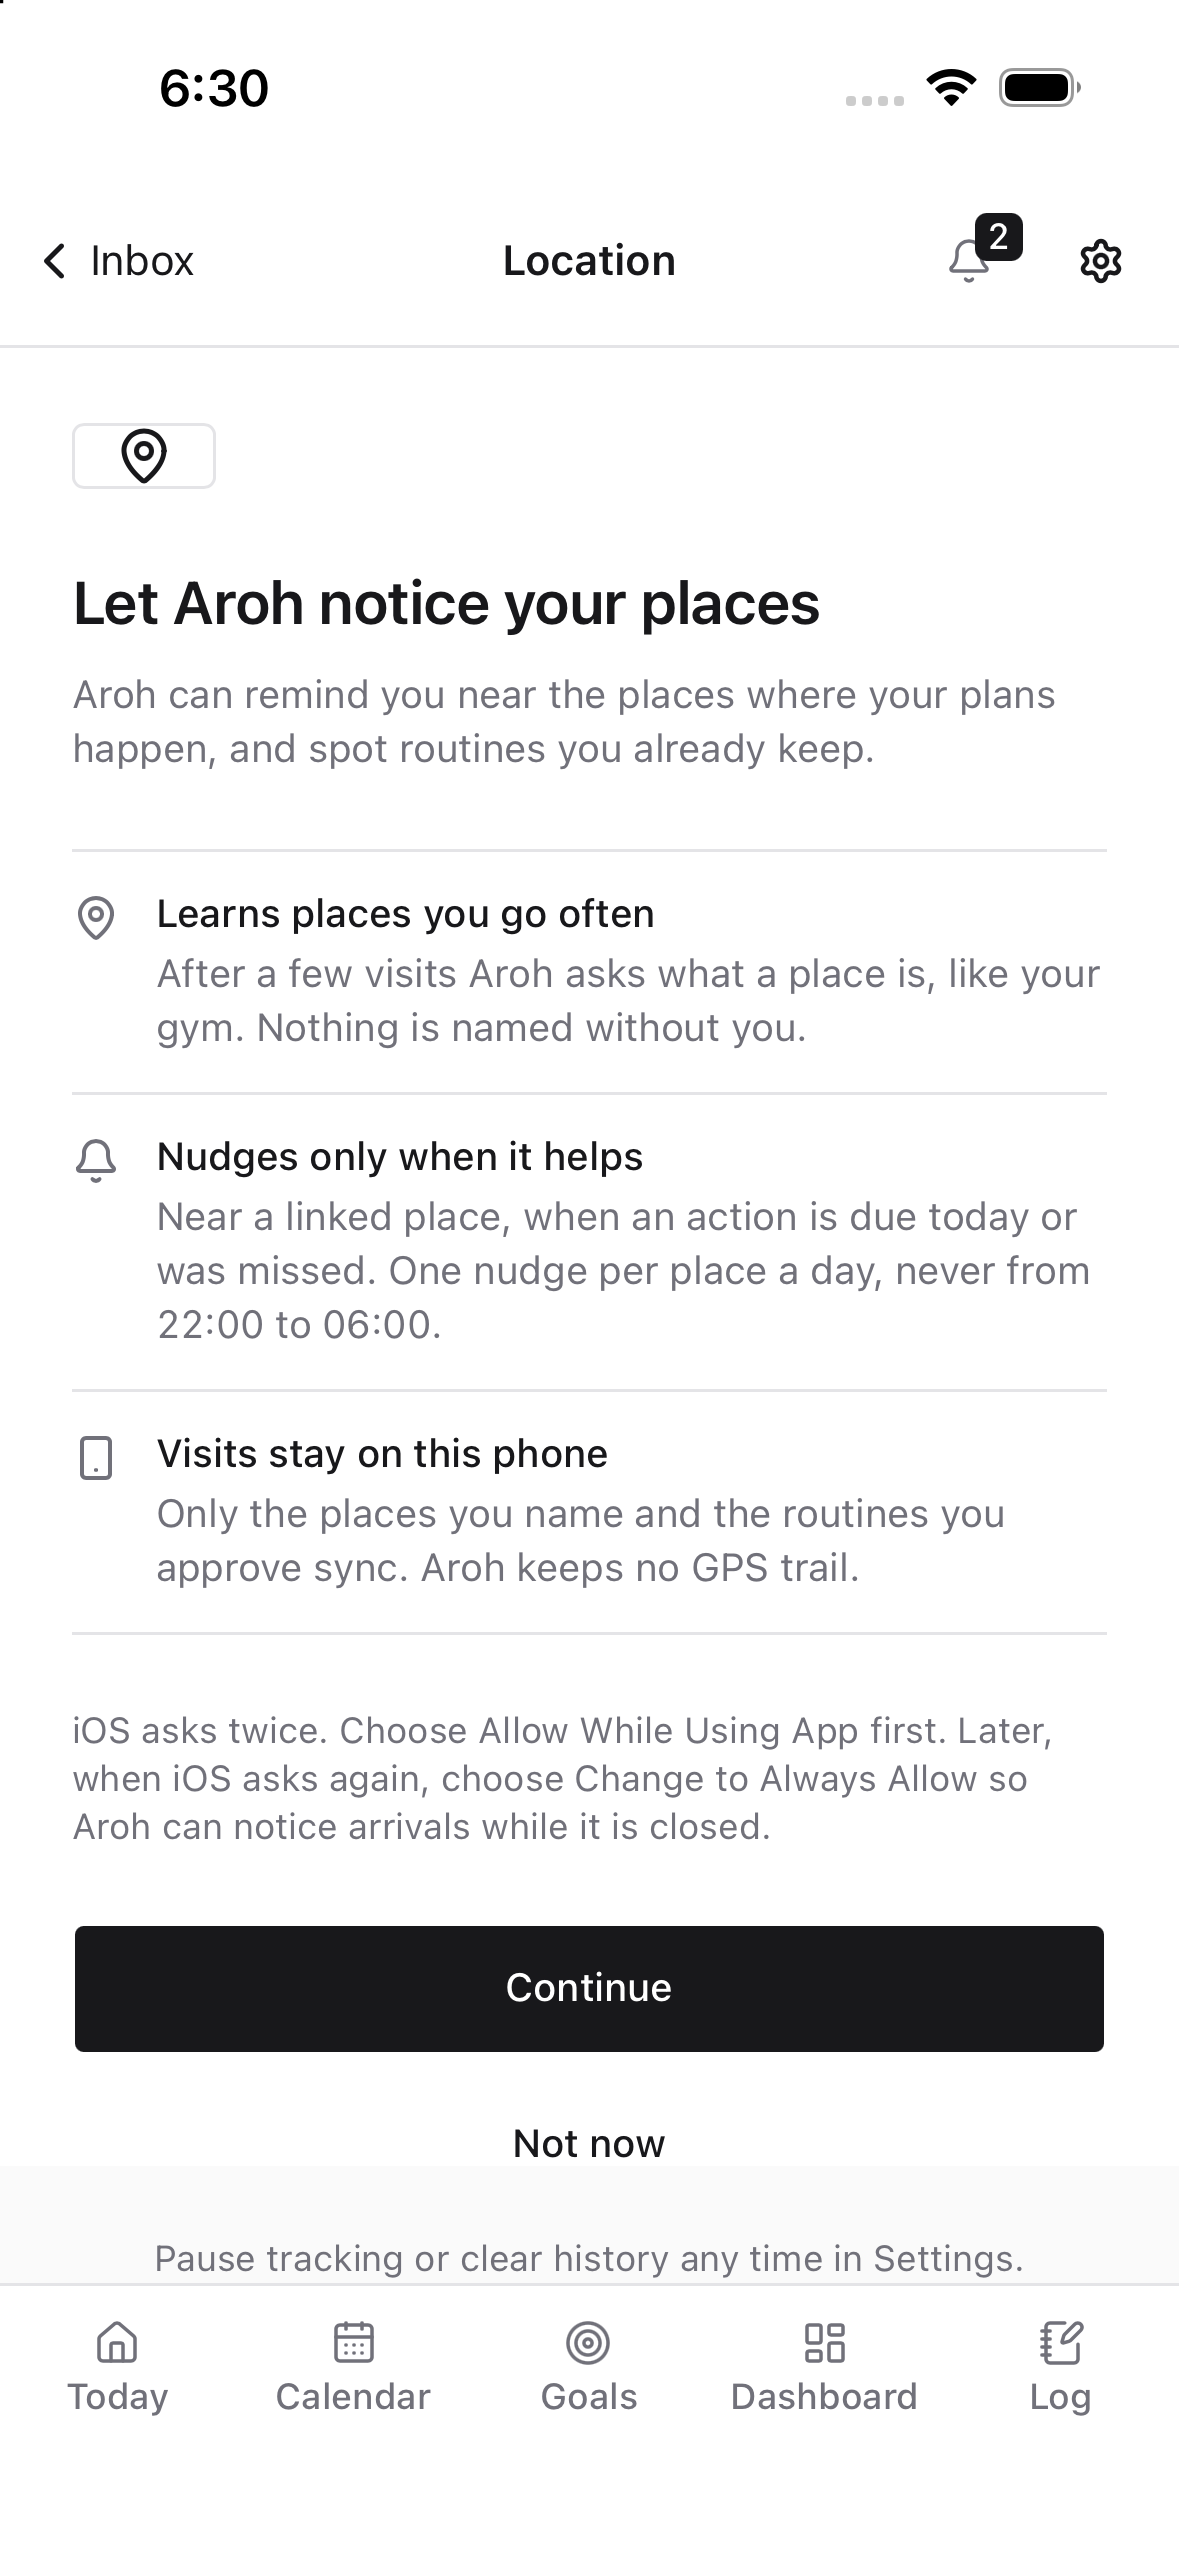 6:30
Inbox
Location
2
Let Aroh notice your places
Aroh can remind you near the places where your plans
happen, and spot routines you already keep.
Learns places you go often
After a few visits Aroh asks what a place is, like your
gym. Nothing is named without you.
Nudges only when it helps
Near a linked place, when an action is due today or
was missed. One nudge per place a day, never from
22:00 to 06:00.
Visits stay on this phone
Only the places you name and the routines you
approve sync. Aroh keeps no GPS trail.
iOS asks twice. Choose Allow While Using App first. Later,
when iOS asks again, choose Change to Always Allow so
Aroh can notice arrivals while it is closed.
Continue
Not now
Pause tracking or clear history any time in Settings.
Today
Calendar
Goals
Dashboard
Log